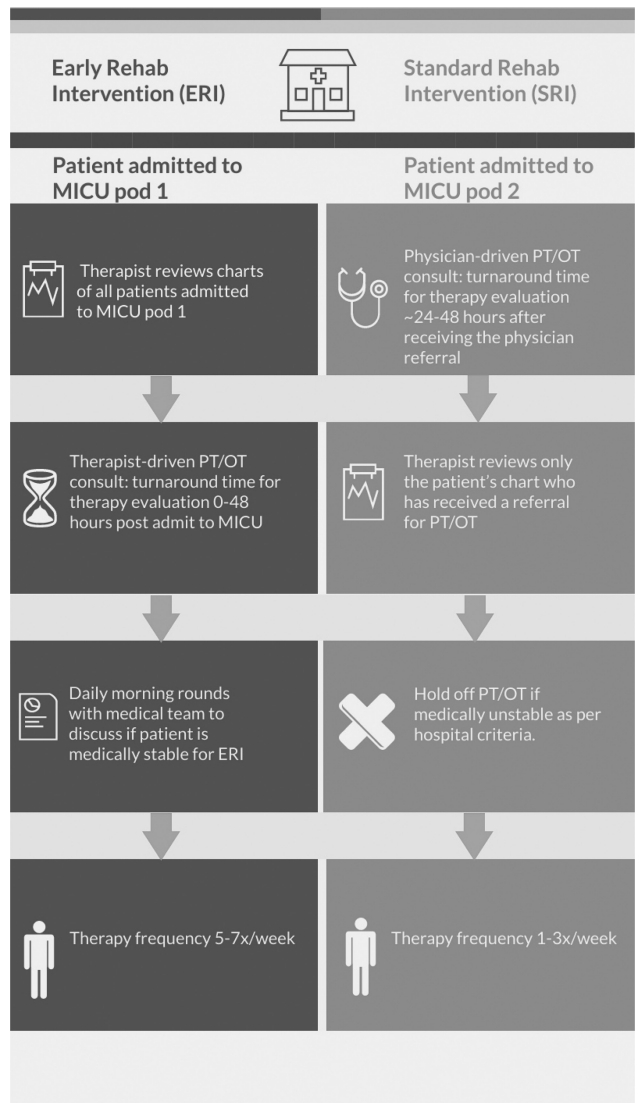 Early Rehab
Intervention (ERI)
Standard Rehab
Intervention (SRI)
Patient admitted to
MICU pod 1
Patient admitted to
MICU pod 2
Therapist reviews charts
of all patients admitted
to MICU pod 1
Physician-driven PT/OT
consult: turnaround time
for therapy evaluation
~24-48 hours after
receiving the physician
referral
Therapist-driven PT/OT
consult: turnaround time for
therapy evaluation 0-48
hours post admit to MICU
Therapist reviews only
the patient's chart who
has received a referral
for PT/OT
Daily morning rounds
with medical team to
discuss if patient is
medically stable for ERI
Hold off PT/OT if
medically unstable as per
hospital criteria.
Therapy frequency 5-7x/week
Therapy frequency 1-3x/week